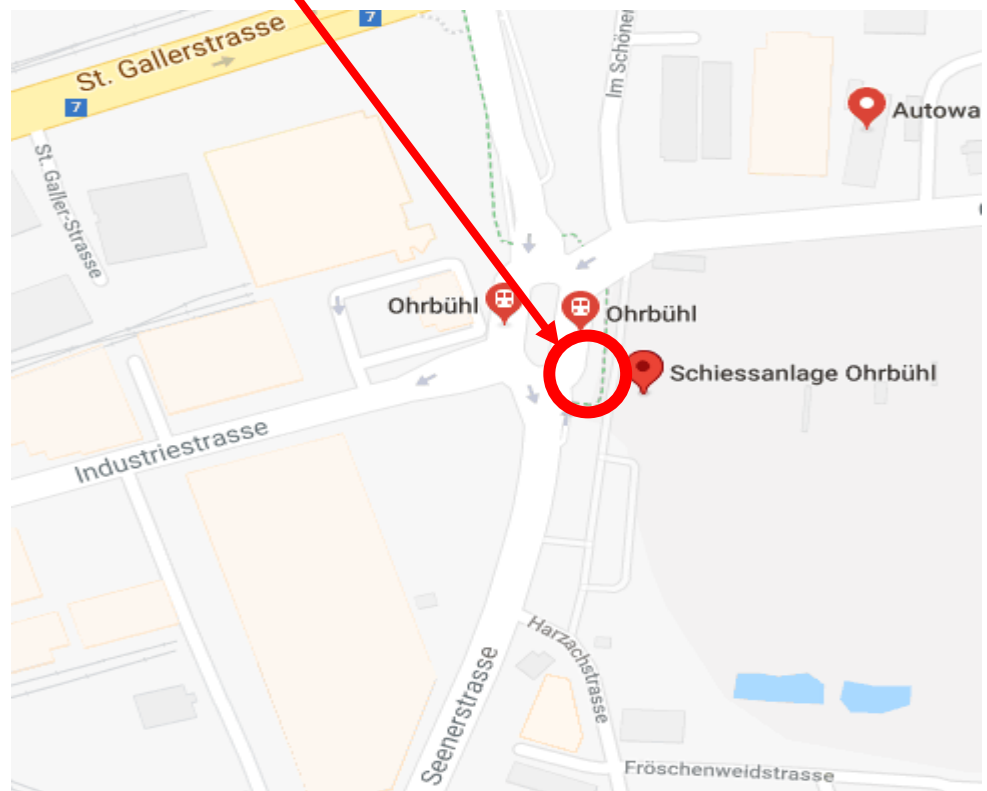 7
St. Gallerstrasse
7
Im Schöner
Autowa
St. Galler-Strasse
Ohrbühl
Ohrbühl
Schiessanlage Ohrbühl
Industriestrasse
Harzachstrasse
Seenerstrasse
Fröschenweidstrasse